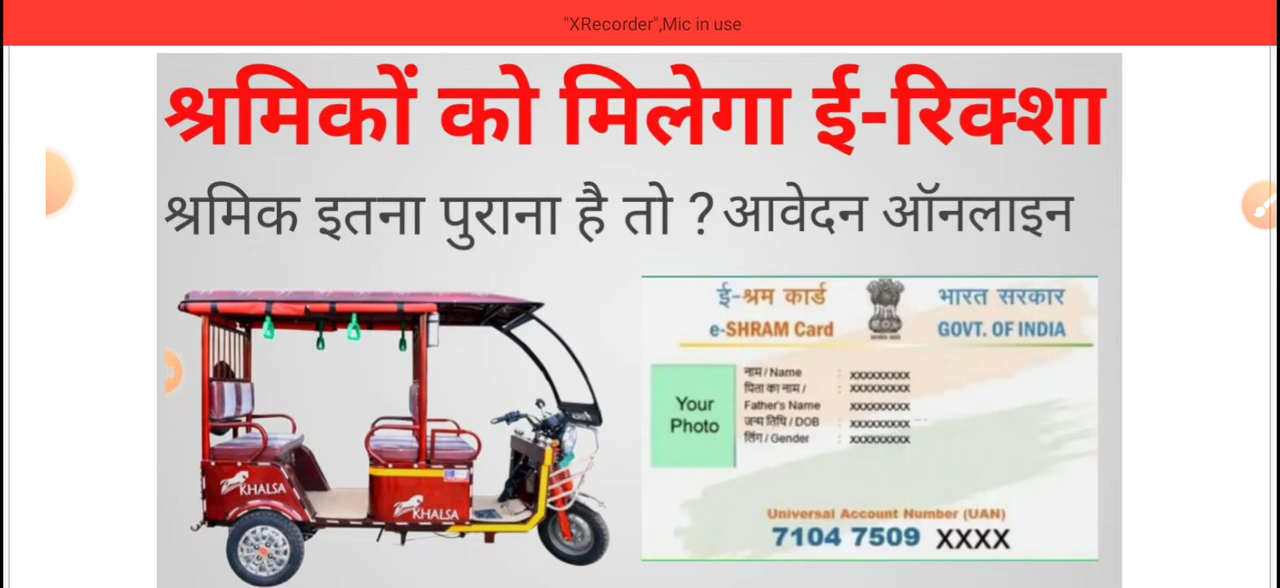 "XRecorder",Mic in use
श्रमिकों को मिलेगा ई-रिक्शा
श्रमिक इतना पुराना है तो ? आवेदन ऑनलाइन
ई-श्रम कार्ड
भारत सरकार
e-SHRAM Card
GOVT. OF INDIA
Your
Photo
नाम / Name : xxxxxxxxx
पिता का नाम / : xxxxxxxxx
Father's Name xxxxxxxxx
जन्म तिथि / DOB : xxxxxxxxx
लिंग / Gender : xxxxxxxxx
Universal Account Number (UAN)
7104 7509 XXXX
KHALSA
KHALSA